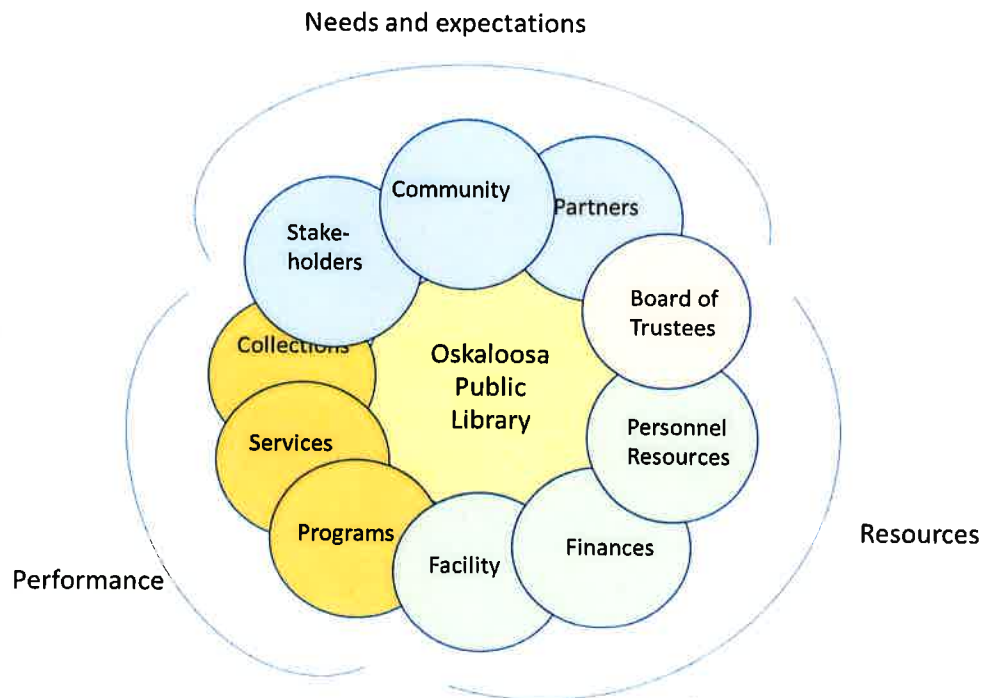 Needs and expectations
Community
Partners
Stake-
holders
Board of
Trustees
Collections
Oskaloosa
Public
Library
Personnel
Resources
Services
Programs
Facility
Finances
Resources
Performance